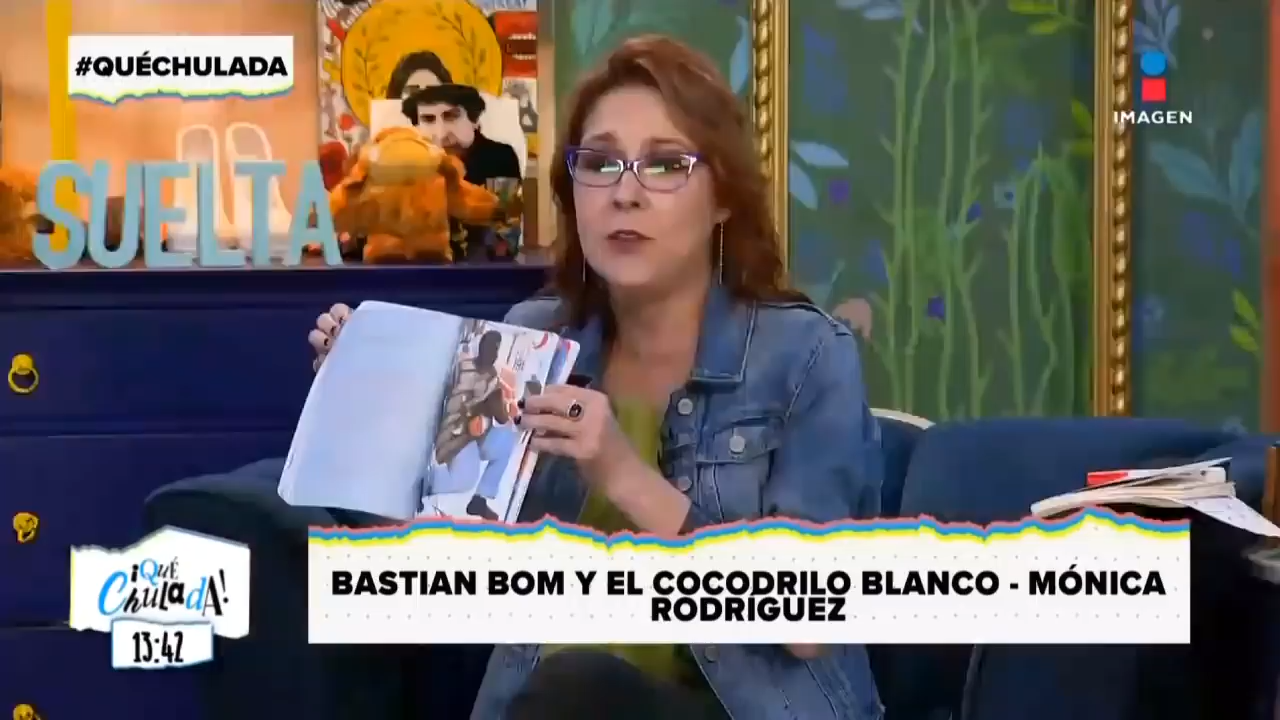 #QUÉCHULADA
IMAGEN
SUELTA
BASTIAN BOM Y EL COCODRILO BLANCO - MÓNICA
RODRÍGUEZ
¡QUÉ
ChuladA!
13:42